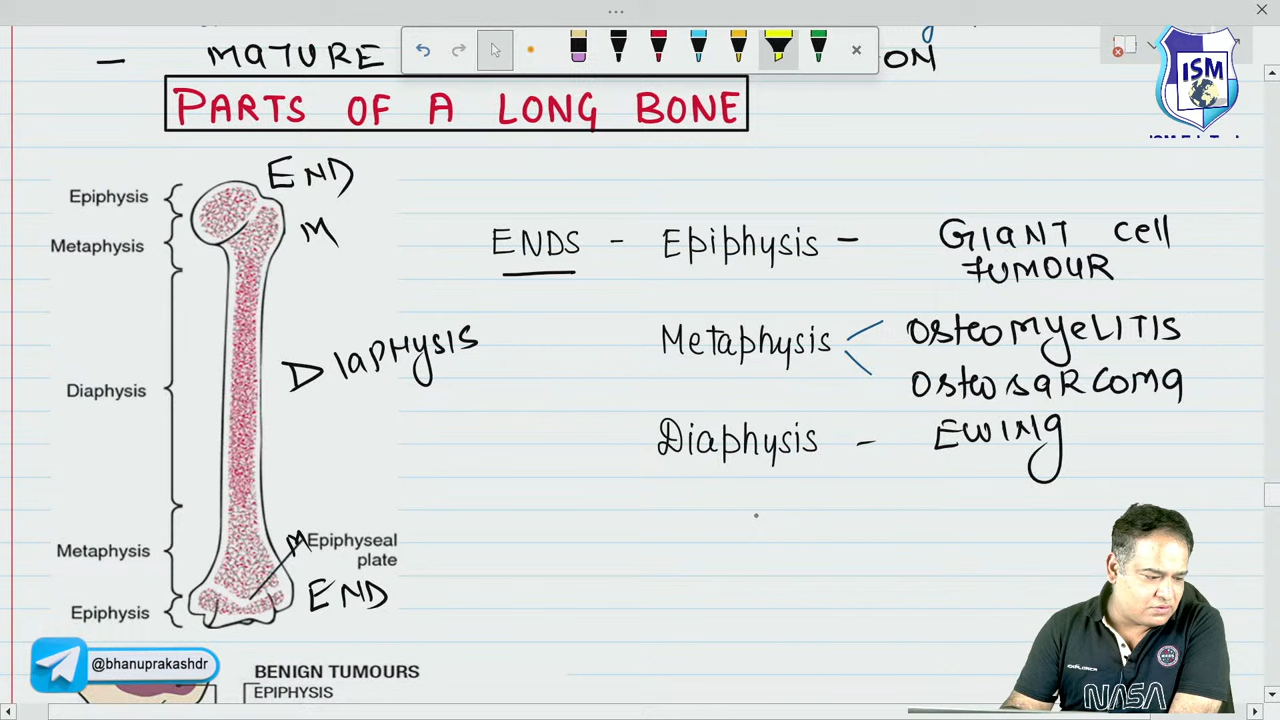 - MATURE
ON
PARTS OF A LONG BONE
ISM
END
Epiphysis
M
Metaphysis
ENDS - Epiphysis - GIANT Cell TUMOUR
Metaphysis OSteOMyeLITIS
OSteOSARCOMA
Diaphysis
DIAPHYSIS
Diaphysis - EWING
M
Epiphyseal
plate
Metaphysis
END
Epiphysis
@bhanuprakashdr
BENIGN TUMOURS
EPIPHYSIS
EXPLORER
NASA